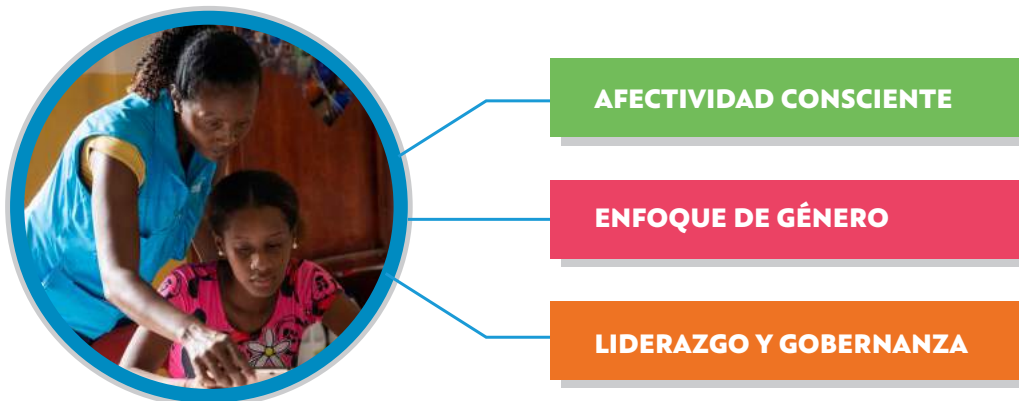 AFECTIVIDAD CONSCIENTE
ENFOQUE DE GÉNERO
LIDERAZGO Y GOBERNANZA